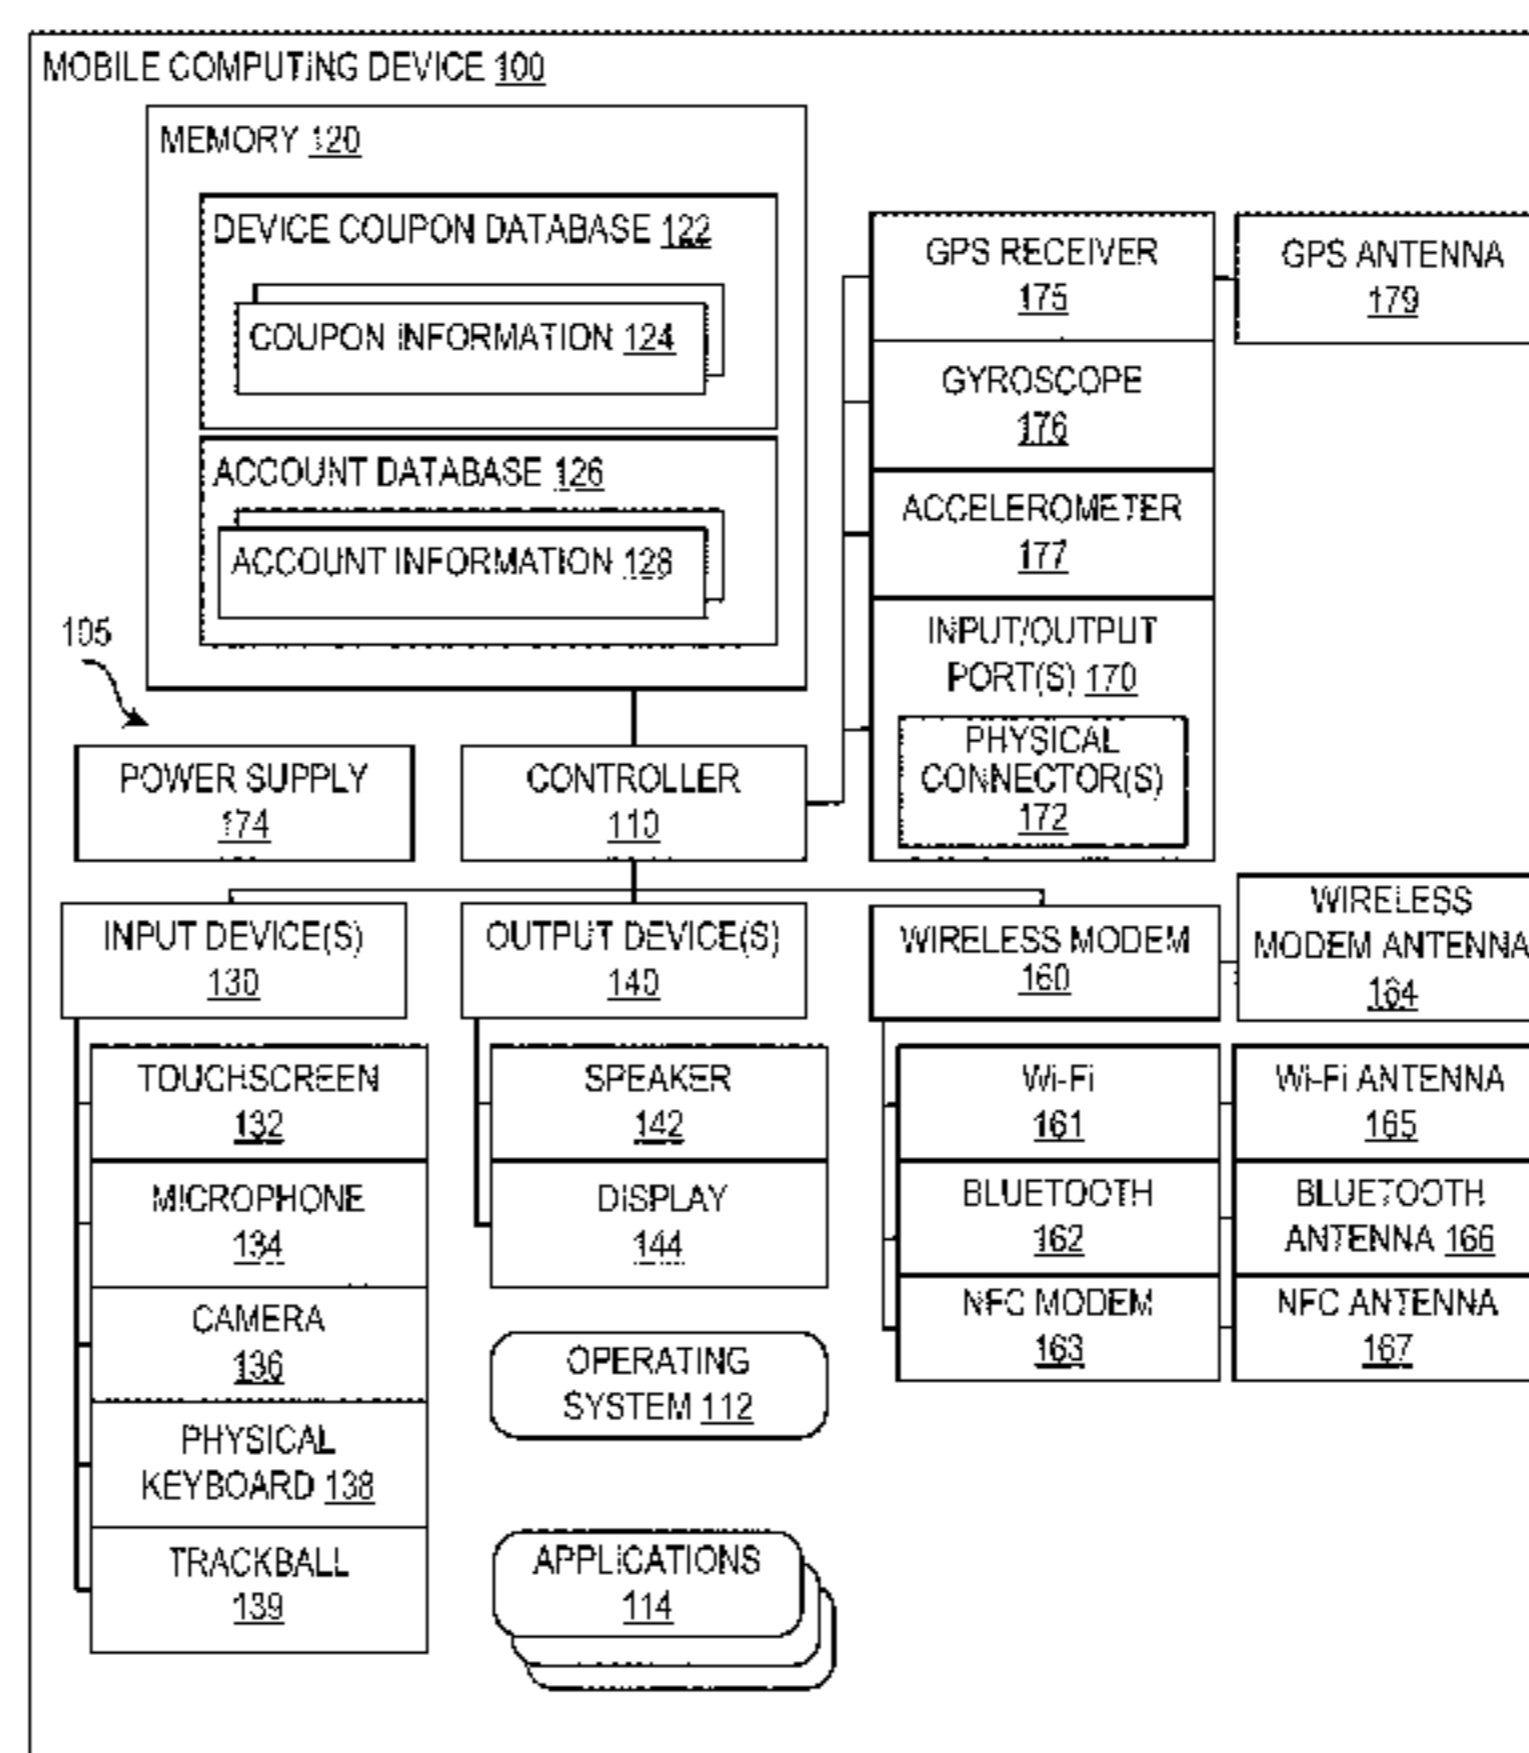 MOBILE COMPUTING DEVICE 100
MEMORY 120
DEVICE COUPON DATABASE 122
COUPON INFORMATION 124
ACCOUNT DATABASE 126
ACCOUNT INFORMATION 128
105
GPS RECEIVER
175
GPS ANTENNA
179
GYROSCOPE
176
ACCELEROMETER
177
INPUT/OUTPUT
PORT(S) 170
PHYSICAL
CONNECTOR(S)
172
POWER SUPPLY
174
CONTROLLER
110
INPUT DEVICE(S)
130
OUTPUT DEVICE(S)
140
WIRELESS MODEM
160
WIRELESS
MODEM ANTENNA
164
TOUCHSCREEN
132
MICROPHONE
134
CAMERA
136
PHYSICAL
KEYBOARD 138
TRACKBALL
139
SPEAKER
142
DISPLAY
144
OPERATING
SYSTEM 112
APPLICATIONS
114
Wi-Fi
161
Wi-Fi ANTENNA
165
BLUETOOTH
162
BLUETOOTH
ANTENNA 166
NFC MODEM
163
NFC ANTENNA
167